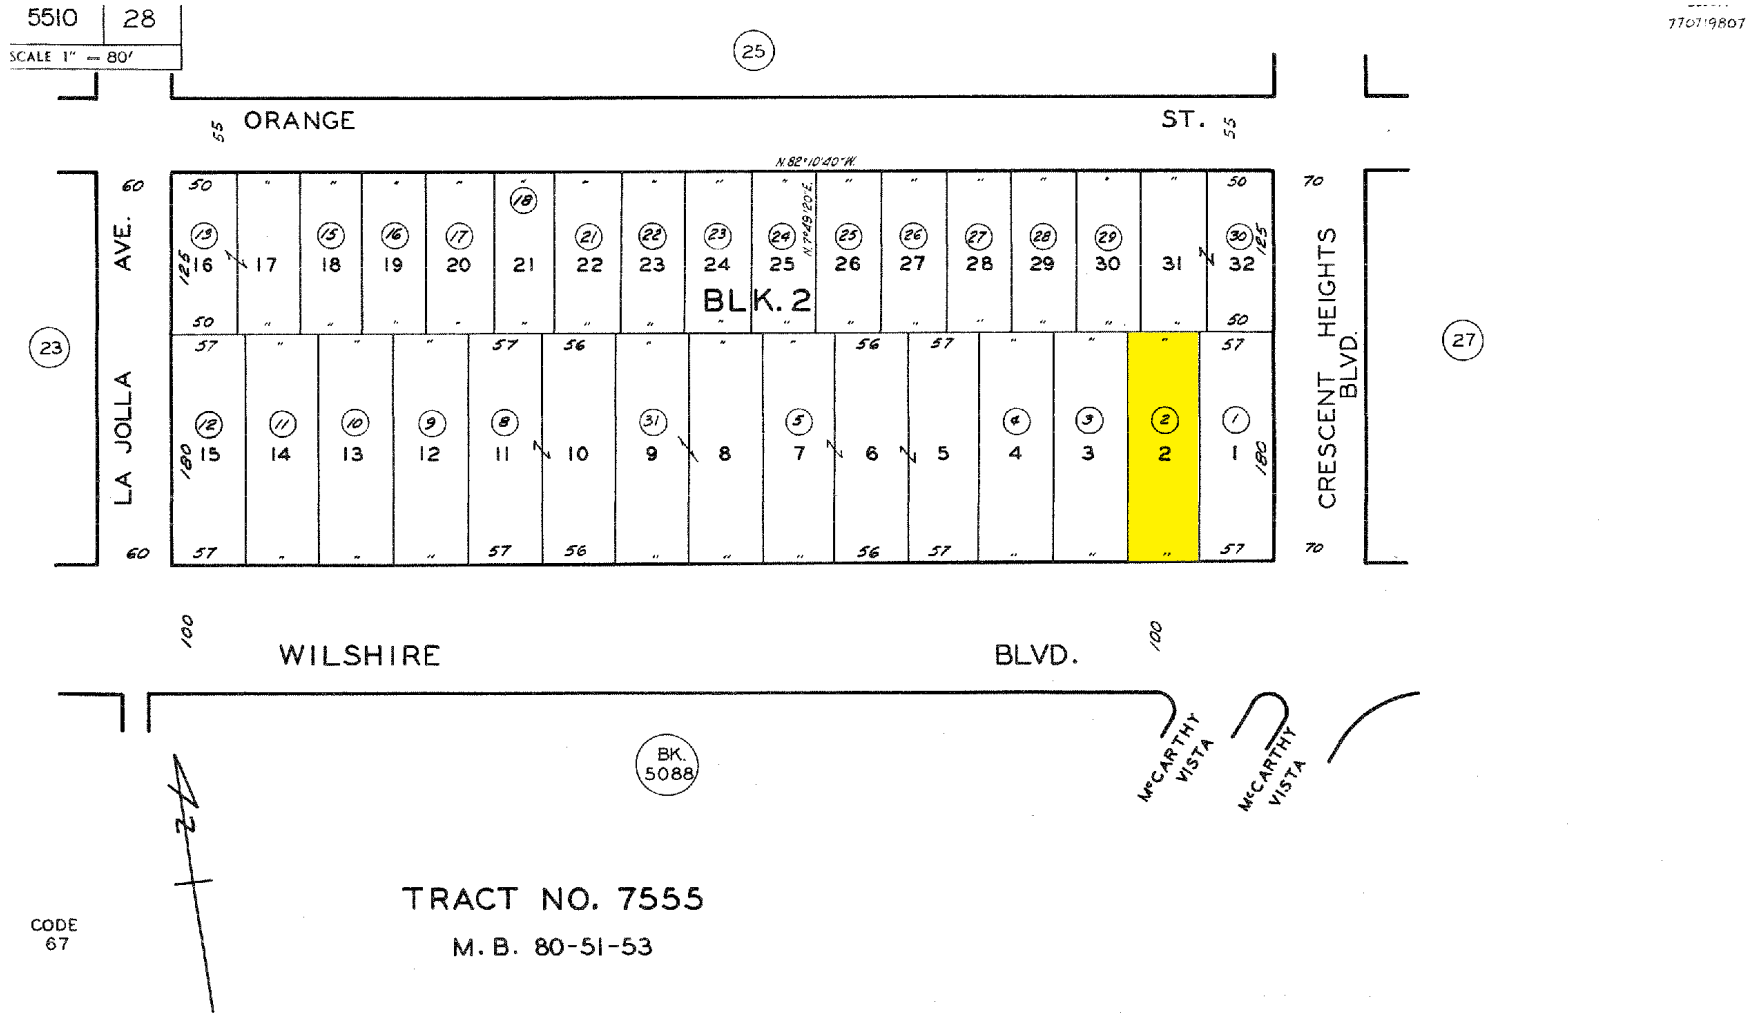 5510 28
770719807
SCALE 1" = 80'
25
55 ORANGE ST. 55
N.82°10'40"W.
60 50 " " " " " " " " " " " " " " " 50 70
18
13 15 16 17 21 22 23 24 25 26 27 28 29 30
N.7°49'20"E.
125 16 17 18 19 20 21 22 23 24 25 26 27 28 29 30 31 32 125
BLK. 2
50 " " " " " " " " " " " " " " " 50
57 " " " 57 56 " " " 56 57 " " " 57
23
27
12 11 10 9 8 31 5 4 3 2 1
180 15 14 13 12 11 10 9 8 7 6 5 4 3 2 1 180
60 57 " " " 57 56 " " " 56 57 " " " 57 70
LA JOLLA AVE.
CRESCENT HEIGHTS
BLVD.
100 100
WILSHIRE BLVD.
McCARTHY
VISTA
McCARTHY
VISTA
BK.
5088
N
TRACT NO. 7555
M.B. 80-51-53
CODE
67